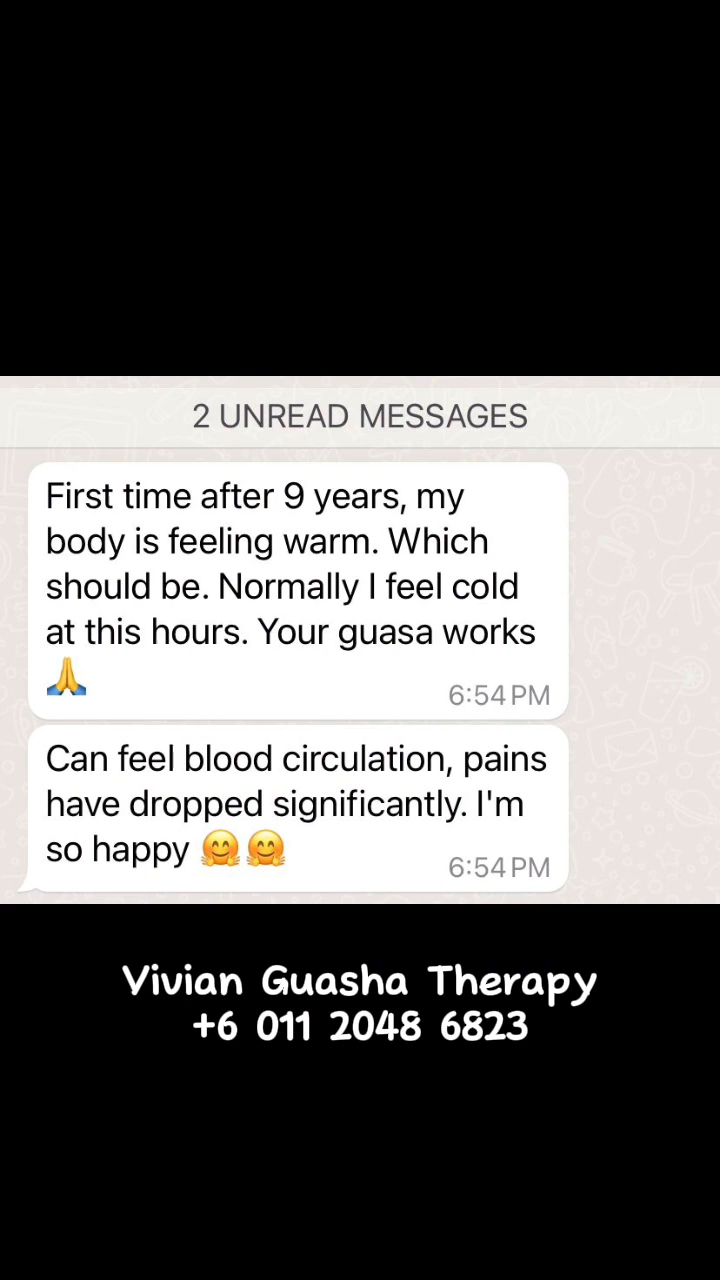 2 UNREAD MESSAGES
First time after 9 years, my
body is feeling warm. Which
should be. Normally I feel cold
at this hours. Your guasa works
🙏
6:54 PM
Can feel blood circulation, pains
have dropped significantly. I'm
so happy 🤗🤗
6:54 PM
Vivian Guasha Therapy
+6 011 2048 6823